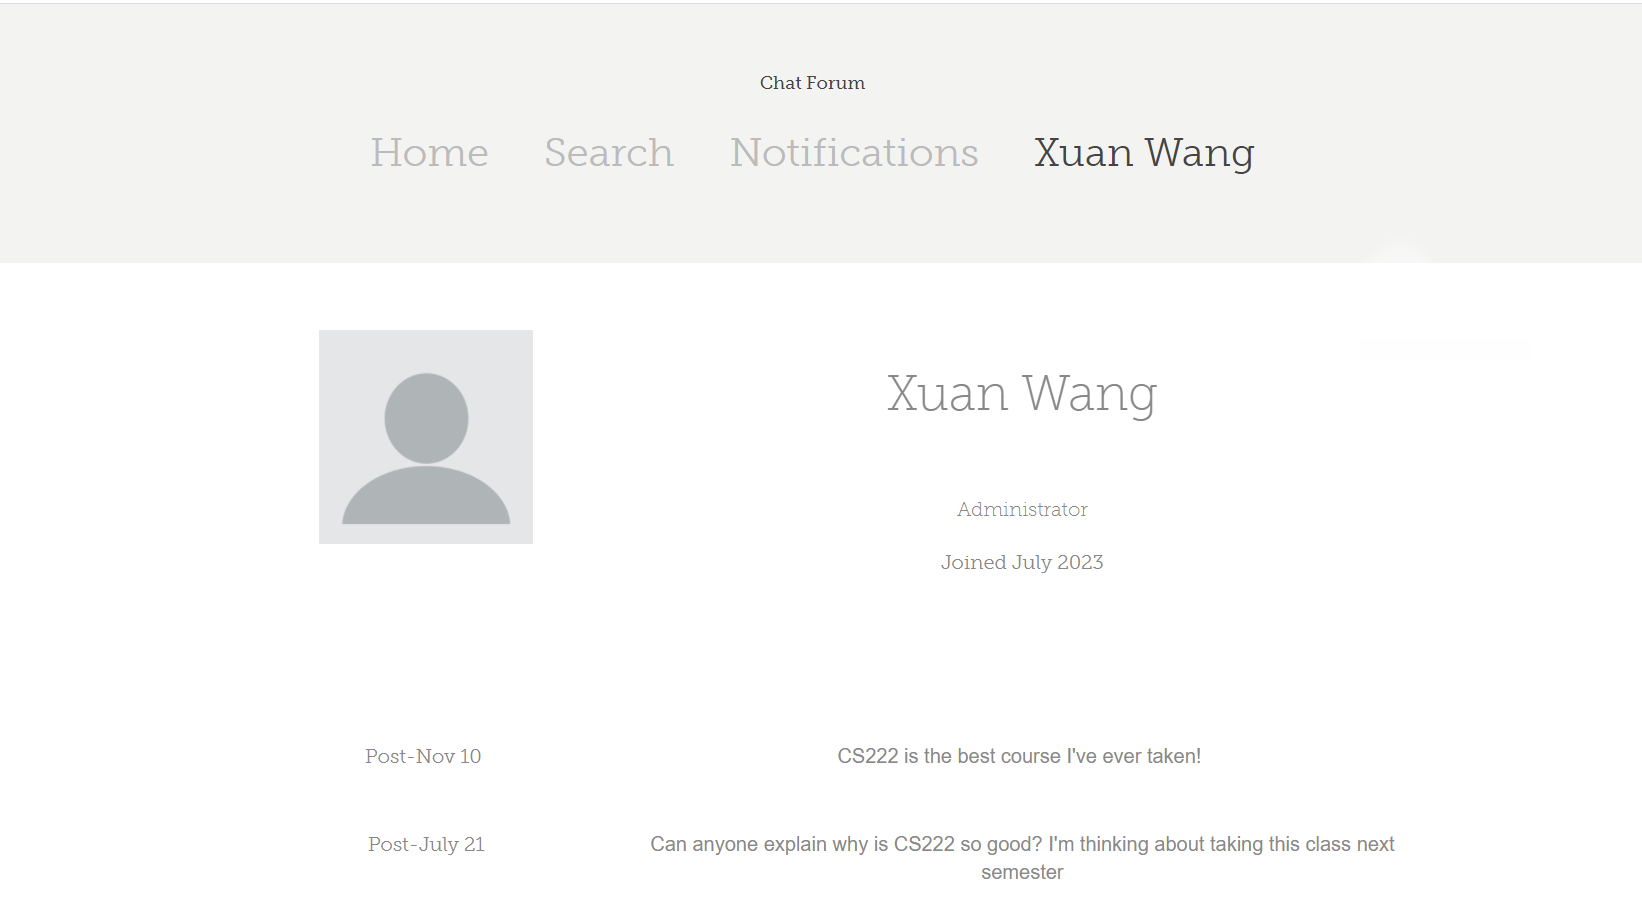 Chat Forum
Home Search Notifications Xuan Wang
Xuan Wang
Administrator
Joined July 2023
Post-Nov 10 CS222 is the best course I've ever taken!
Post-July 21 Can anyone explain why is CS222 so good? I'm thinking about taking this class next
semester